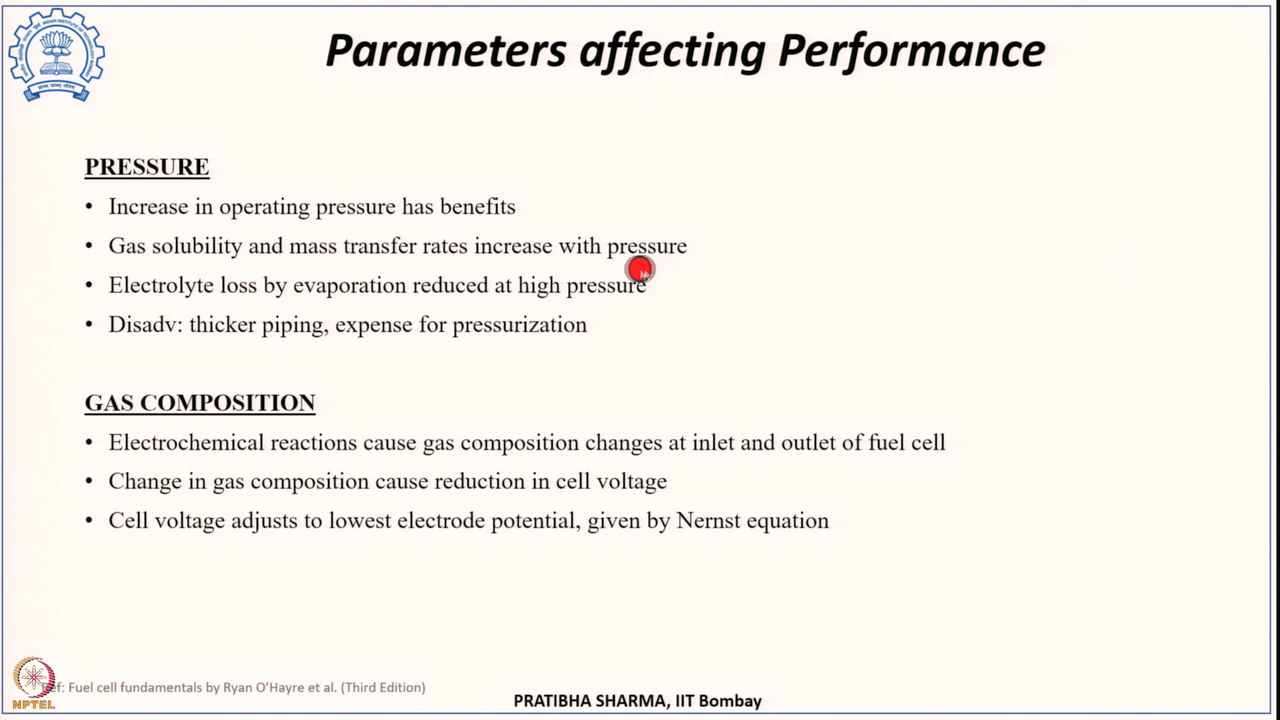 Parameters affecting Performance
PRESSURE
• Increase in operating pressure has benefits
• Gas solubility and mass transfer rates increase with pressure
• Electrolyte loss by evaporation reduced at high pressure
• Disadv: thicker piping, expense for pressurization
GAS COMPOSITION
• Electrochemical reactions cause gas composition changes at inlet and outlet of fuel cell
• Change in gas composition cause reduction in cell voltage
• Cell voltage adjusts to lowest electrode potential, given by Nernst equation
Ref: Fuel cell fundamentals by Ryan O'Hayre et al. (Third Edition)
NPTEL
PRATIBHA SHARMA, IIT Bombay